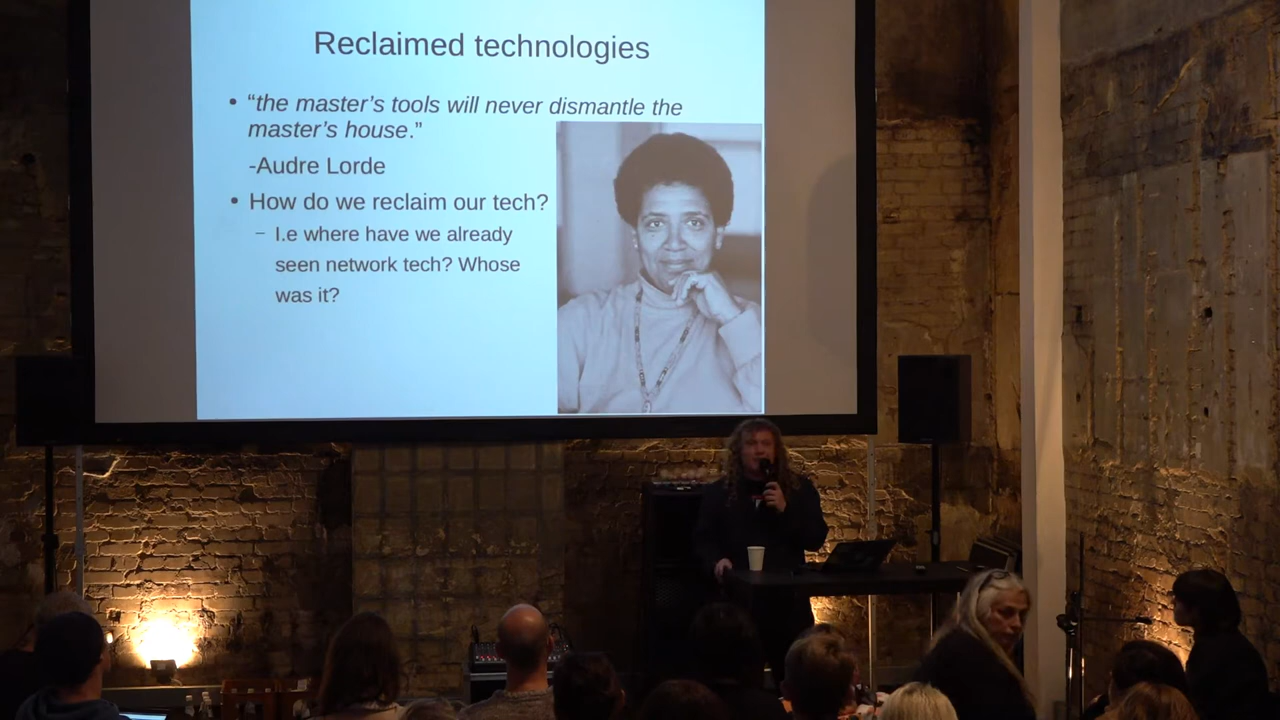 Reclaimed technologies
• “the master’s tools will never dismantle the
master’s house.”
-Audre Lorde
• How do we reclaim our tech?
– I.e where have we already
seen network tech? Whose
was it?